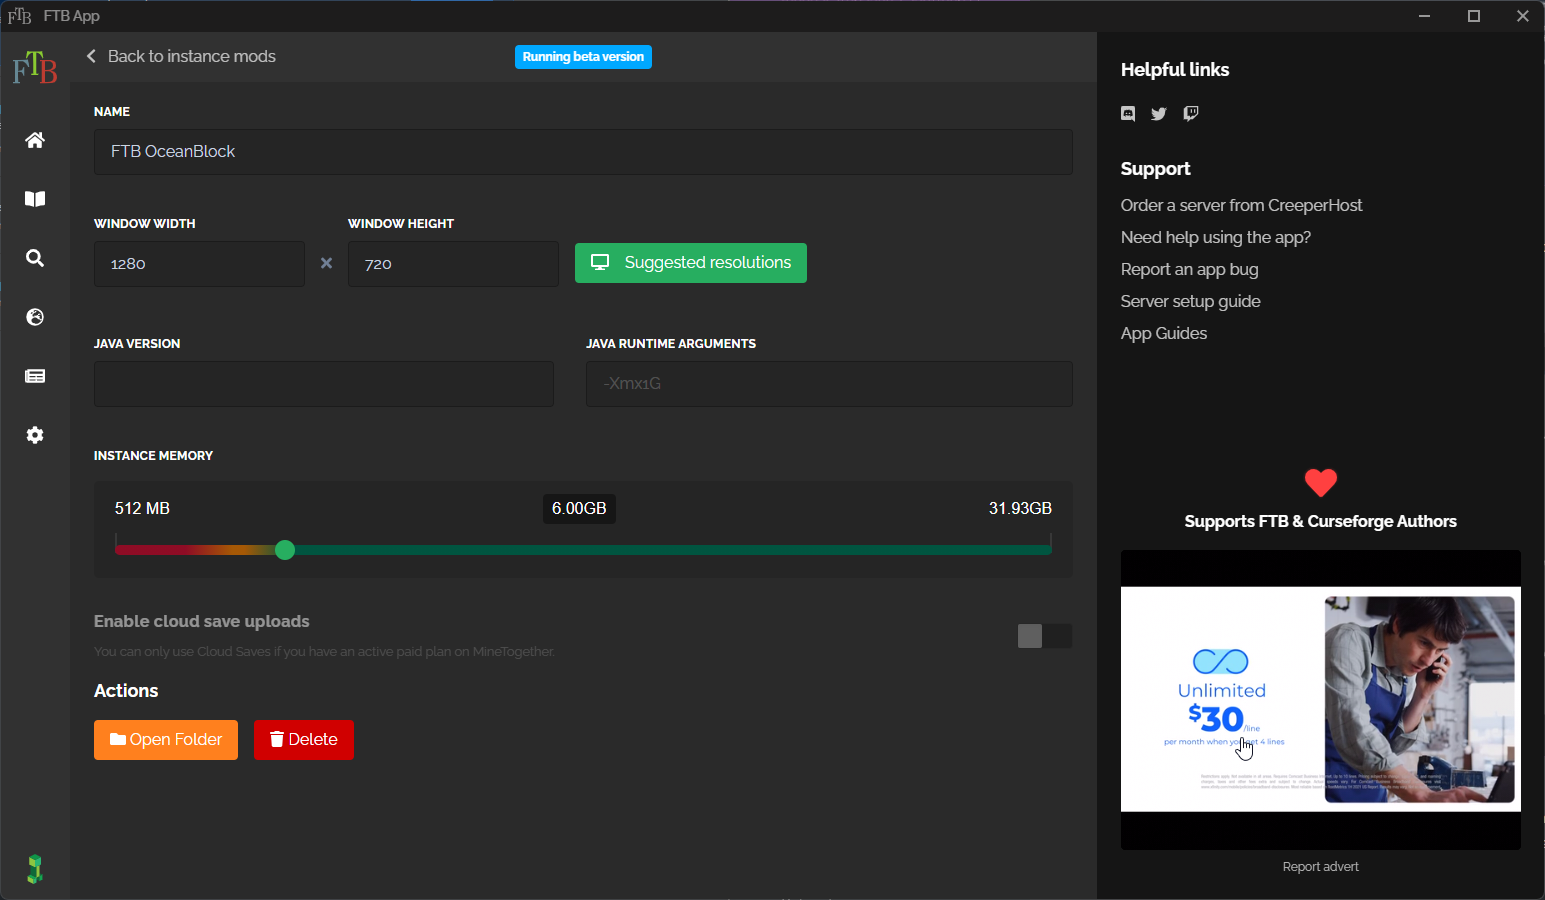 FTB FTB App
FTB
Back to instance mods
Running beta version
NAME
FTB OceanBlock
WINDOW WIDTH
WINDOW HEIGHT
1280
720
Suggested resolutions
JAVA VERSION
JAVA RUNTIME ARGUMENTS
-Xmx1G
INSTANCE MEMORY
512 MB
6.00GB
31.93GB
Enable cloud save uploads
You can only use Cloud Saves if you have an active paid plan on MineTogether.
Actions
Open Folder
Delete
Helpful links
Support
Order a server from CreeperHost
Need help using the app?
Report an app bug
Server setup guide
App Guides
Supports FTB & Curseforge Authors
Unlimited
$30/line
per month when you get 4 lines
Report advert